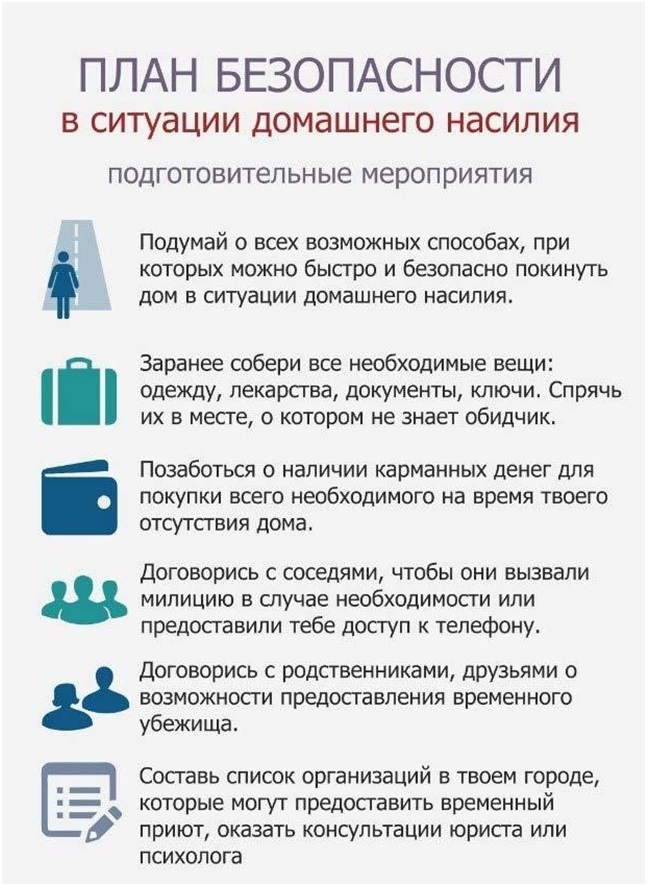 ПЛАН БЕЗОПАСНОСТИ
в ситуации домашнего насилия
подготовительные мероприятия
Подумай о всех возможных способах, при
которых можно быстро и безопасно покинуть
дом в ситуации домашнего насилия.
Заранее собери все необходимые вещи:
одежду, лекарства, документы, ключи. Спрячь
их в месте, о котором не знает обидчик.
Позаботься о наличии карманных денег для
покупки всего необходимого на время твоего
отсутствия дома.
Договорись с соседями, чтобы они вызвали
милицию в случае необходимости или
предоставили тебе доступ к телефону.
Договорись с родственниками, друзьями о
возможности предоставления временного
убежища.
Составь список организаций в твоем городе,
которые могут предоставить временный
приют, оказать консультации юриста или
психолога